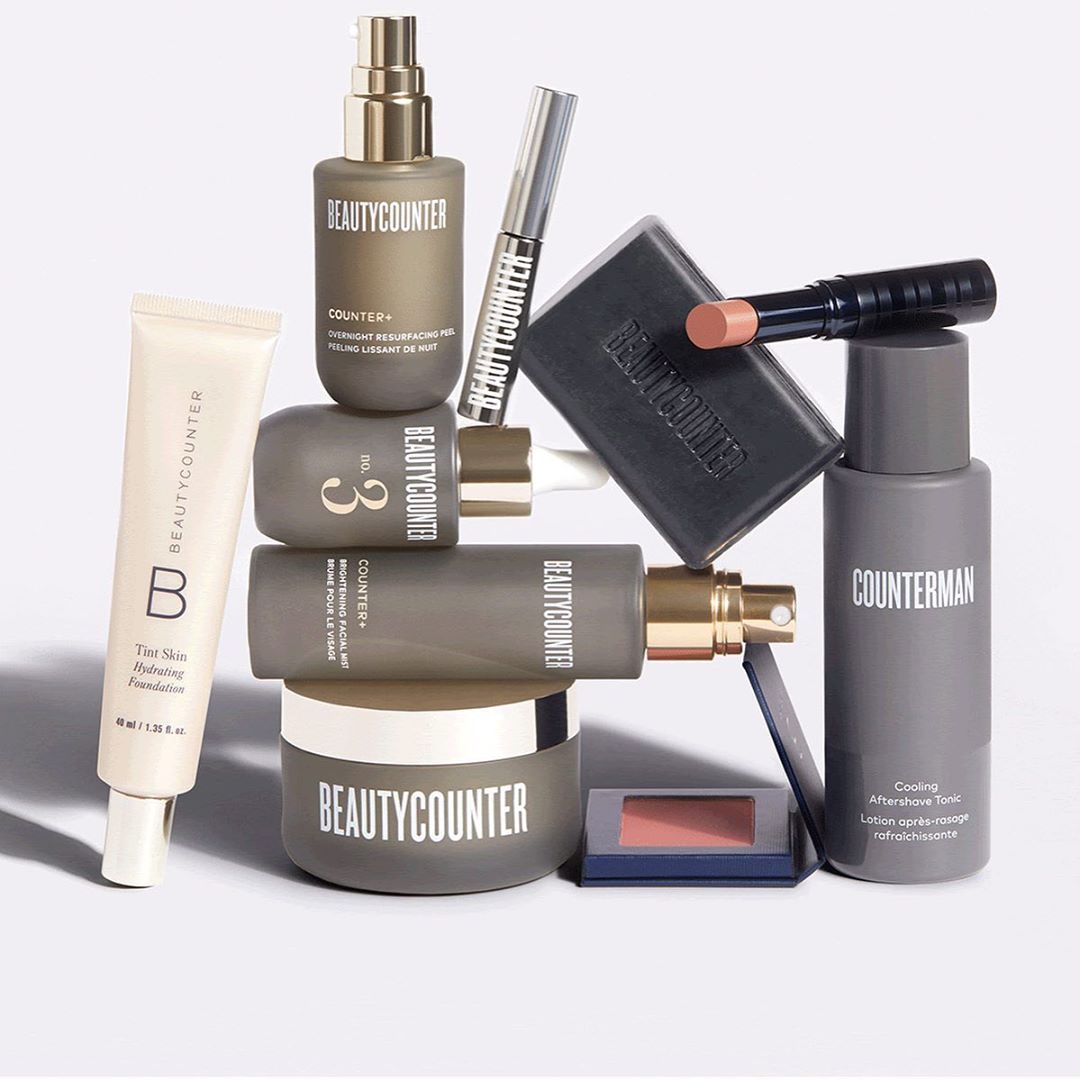 BEAUTYCOUNTER
COUNTER+
OVERNIGHT RESURFACING PEEL
PEELING LISSANT DE NUIT
BEAUTYCOUNTER
BEAUTYCOUNTER
BEAUTYCOUNTER
B
Tint Skin
Hydrating
Foundation
40 ml / 1.35 fl. oz.
BEAUTYCOUNTER
no. 3
BEAUTYCOUNTER
COUNTER+
BRIGHTENING FACIAL MIST
BRUME POUR LE VISAGE
BEAUTYCOUNTER
COUNTERMAN
Cooling
Aftershave Tonic
Lotion après-rasage
rafraîchissante